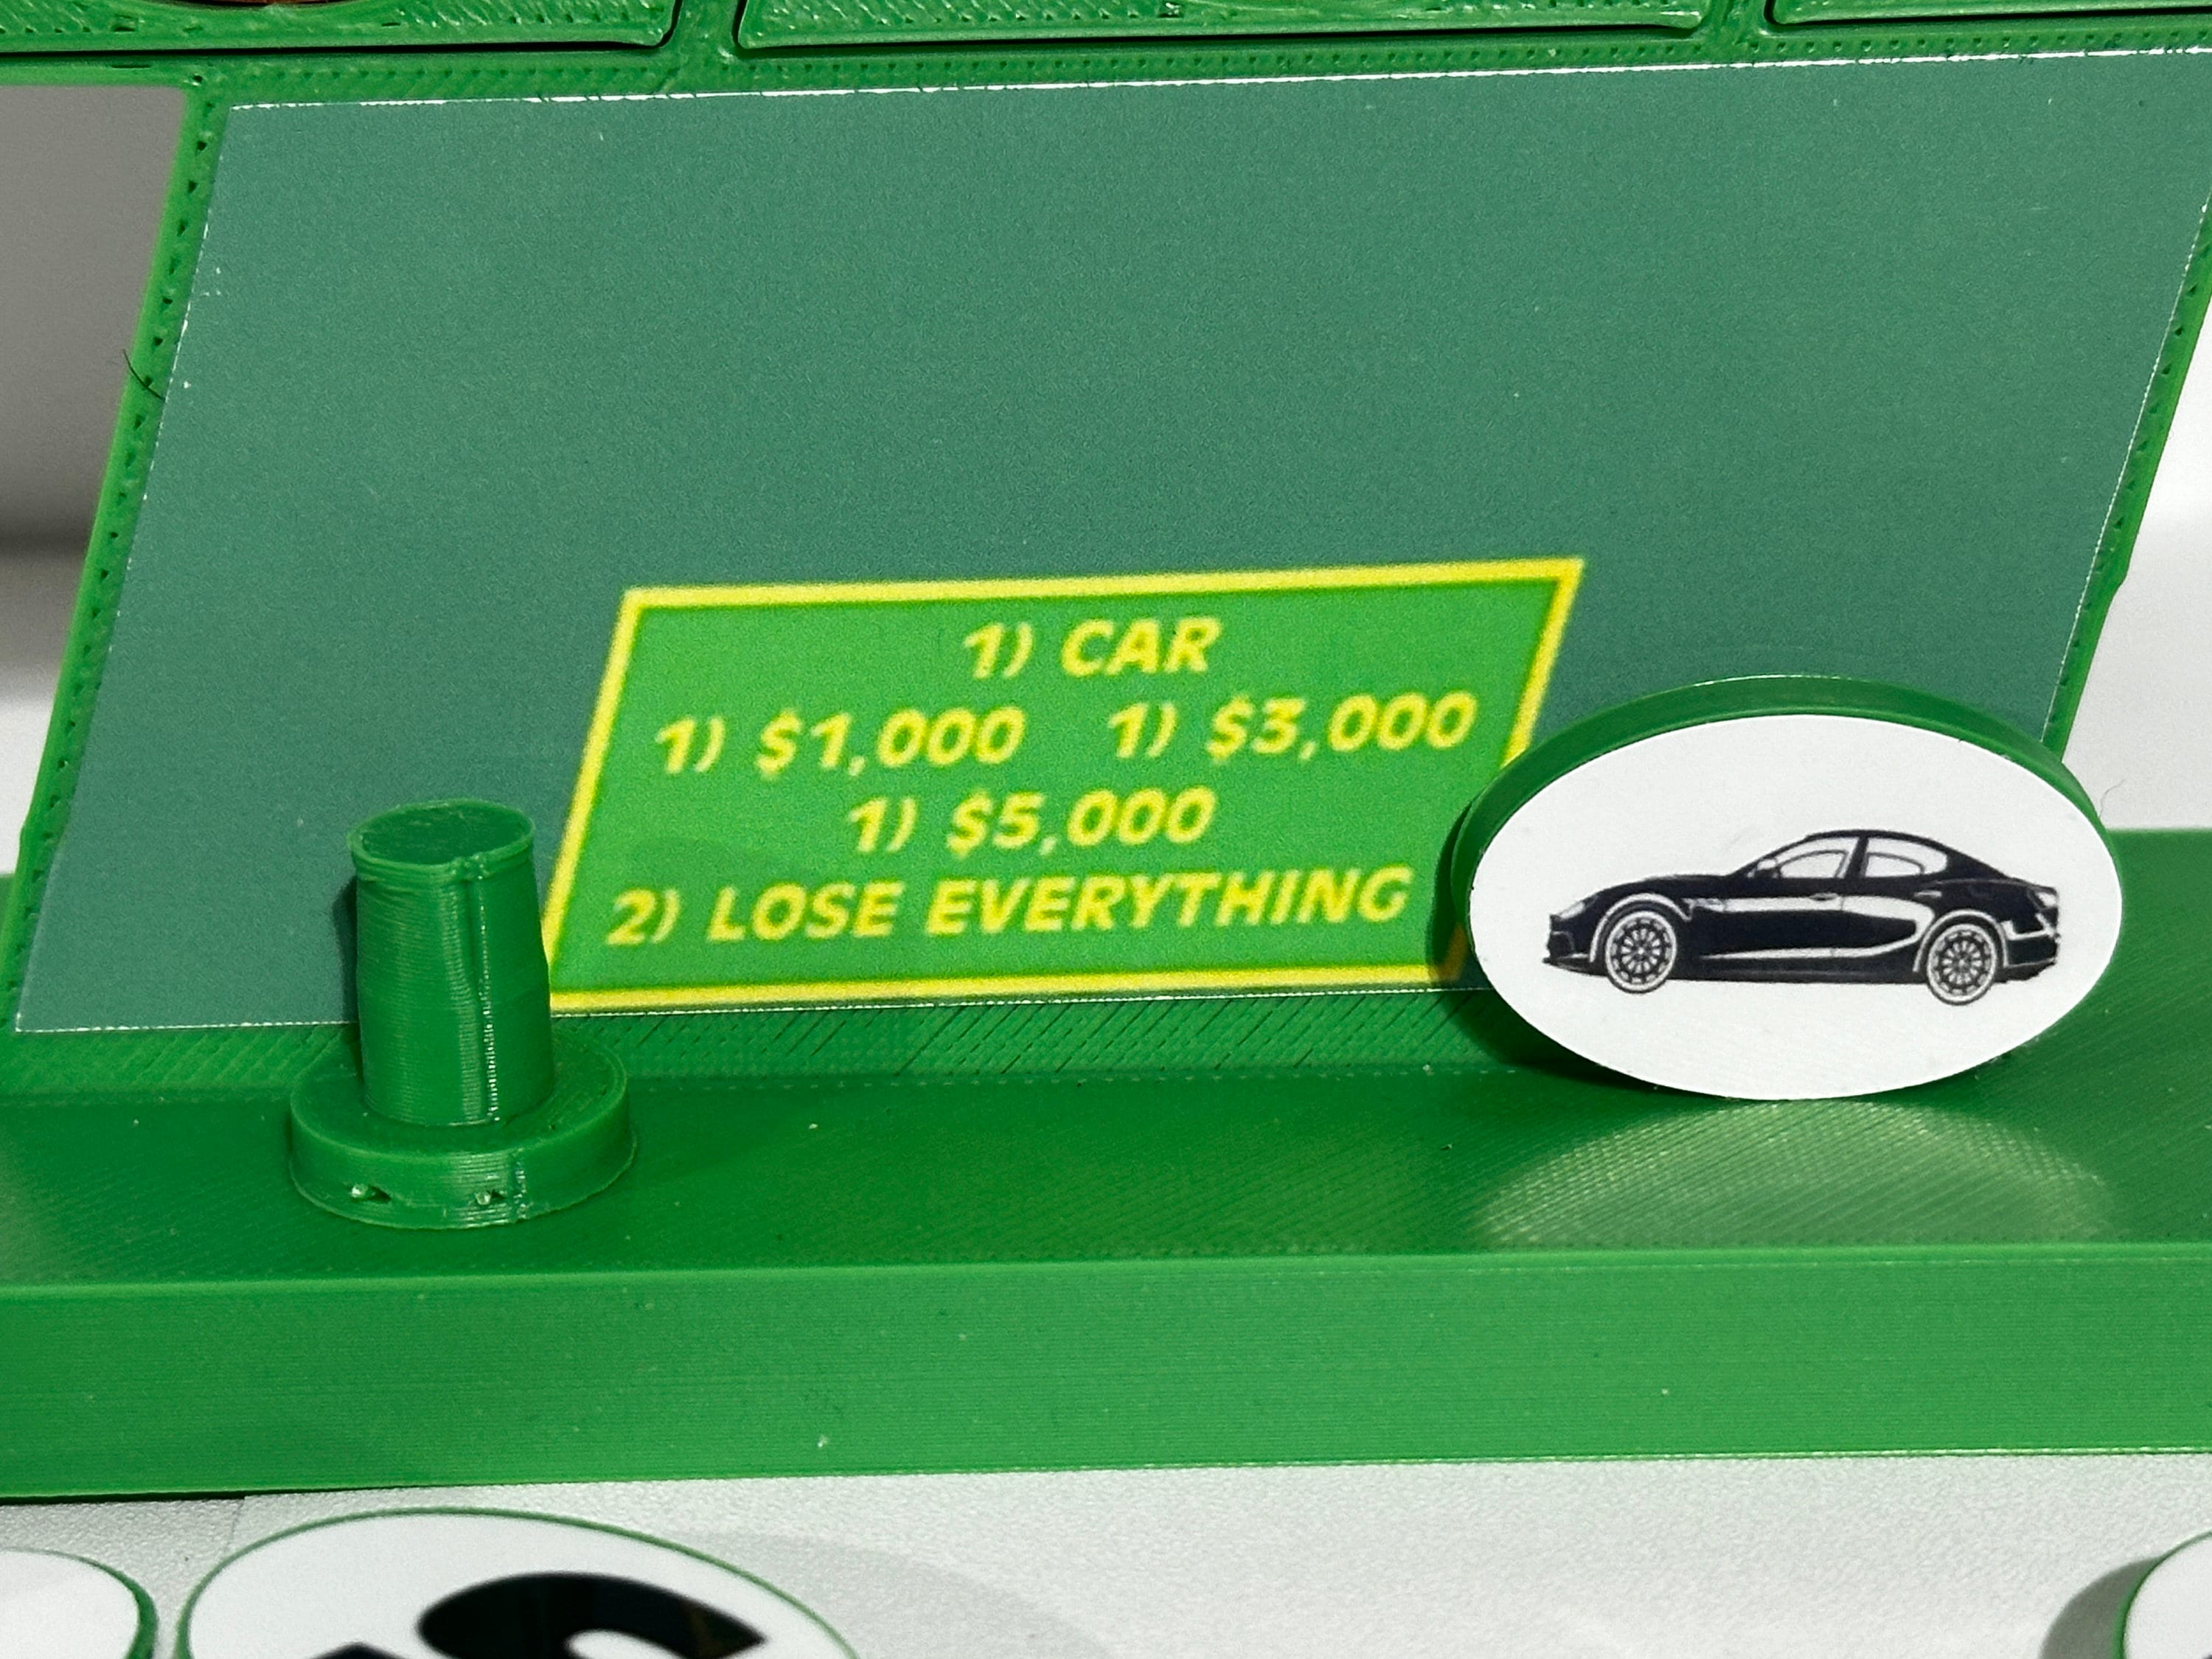 1) CAR
1) $1,000 1) $3,000
1) $5,000
2) LOSE EVERYTHING